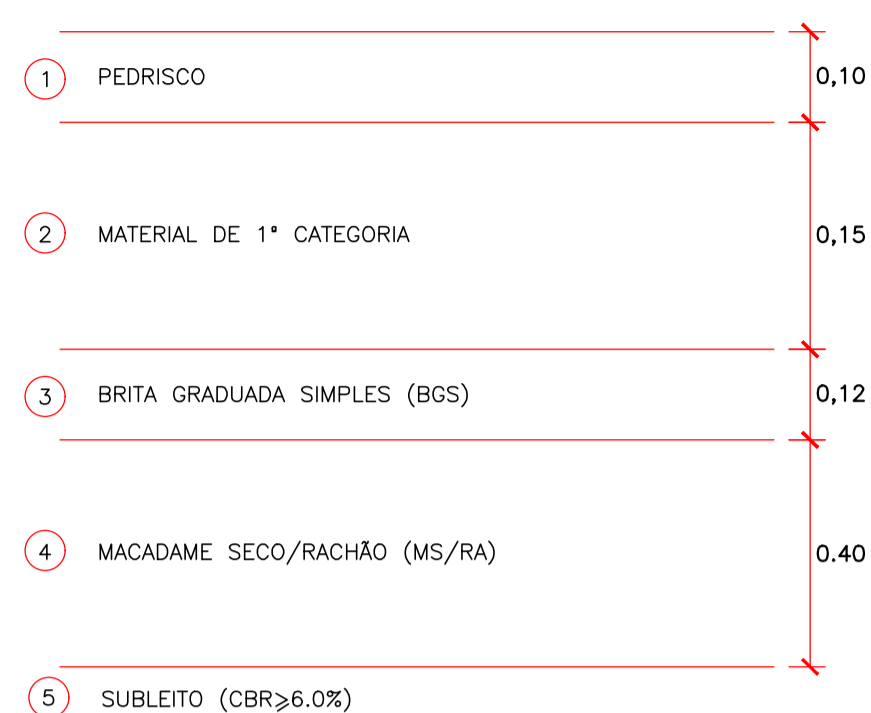 1 PEDRISCO 0,10
2 MATERIAL DE 1ª CATEGORIA 0,15
3 BRITA GRADUADA SIMPLES (BGS) 0,12
4 MACADAME SECO/RACHÃO (MS/RA) 0.40
5 SUBLEITO (CBR⩾6.0%)